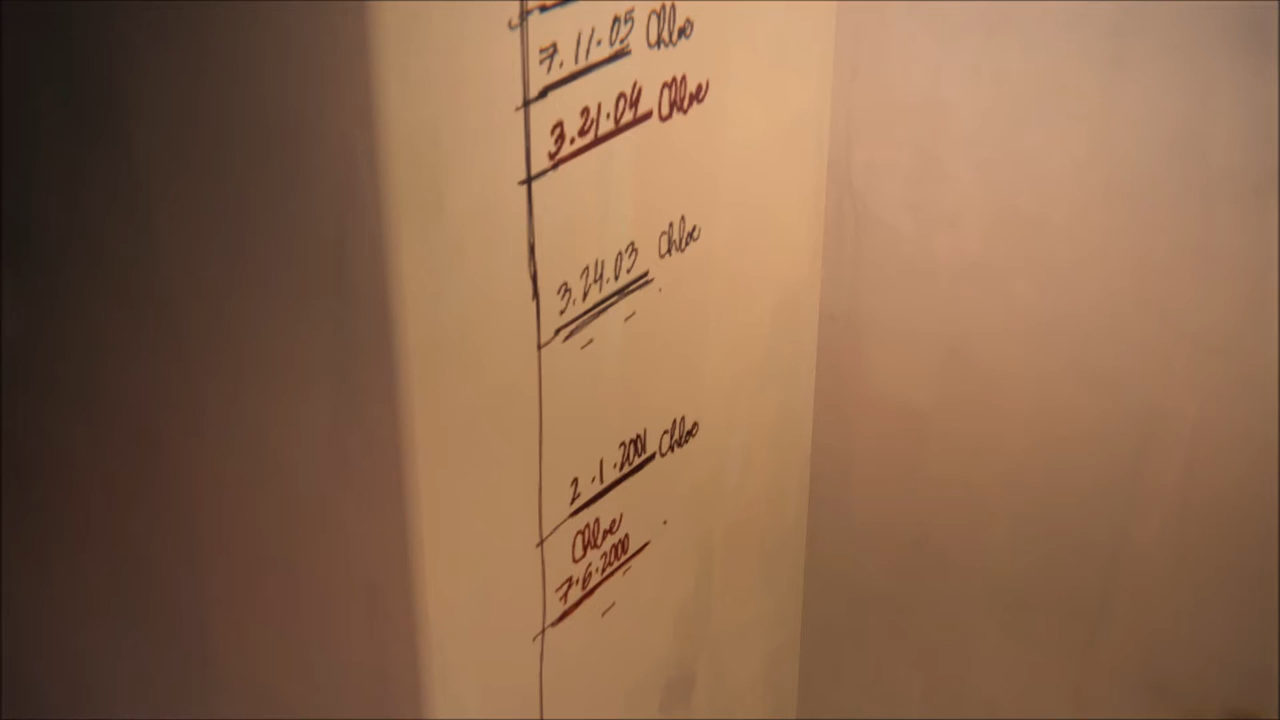 7.11.05 Chloe
3.21.04 Chloe
3.24.03 Chloe
2.1.2001 Chloe
Chloe
7.6.2000